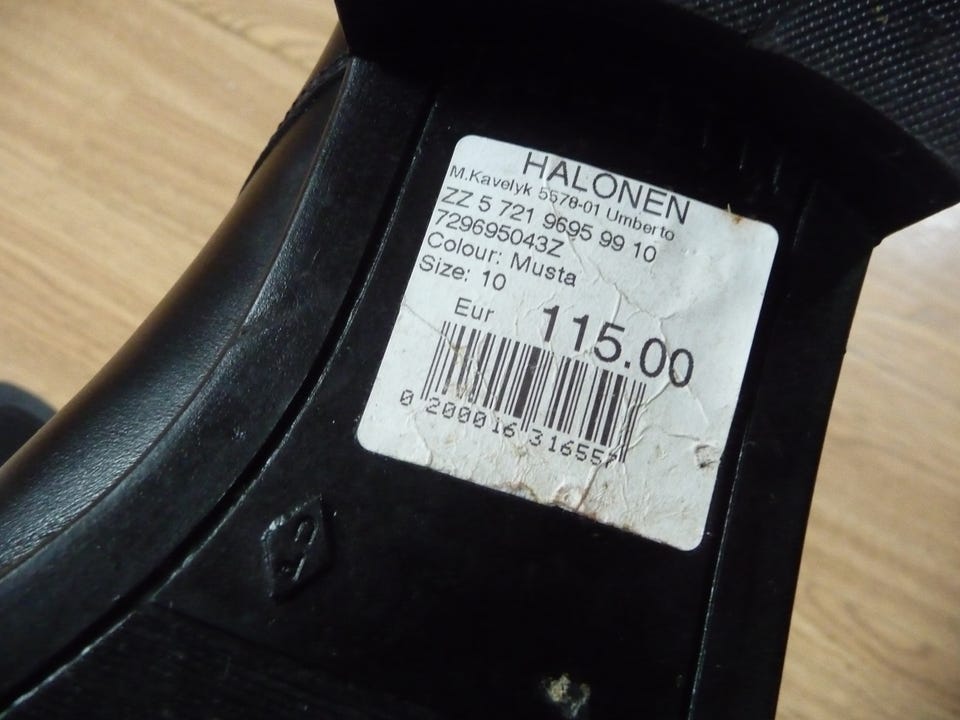 HALONEN
M.Kavelyk 5578-01 Umberto
ZZ 5 721 9695 99 10
729695043Z
Colour: Musta
Size: 10
Eur 115.00
0 200016 316557